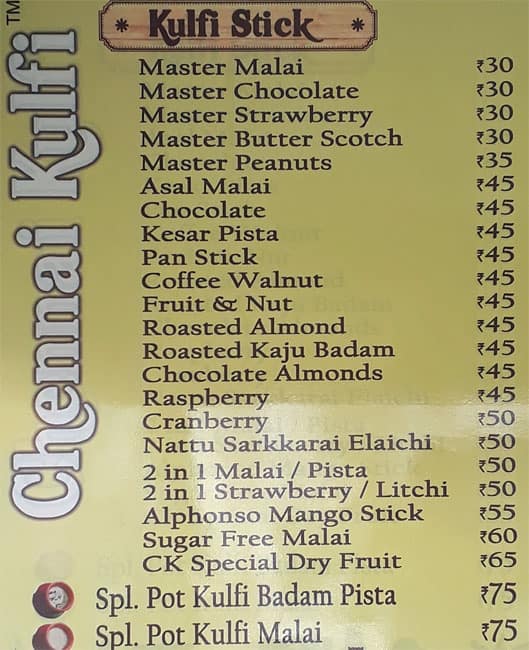 Chennai Kulfi TM
* Kulfi Stick *
Master Malai ₹30
Master Chocolate ₹30
Master Strawberry ₹30
Master Butter Scotch ₹30
Master Peanuts ₹35
Asal Malai ₹45
Chocolate ₹45
Kesar Pista ₹45
Pan Stick ₹45
Coffee Walnut ₹45
Fruit & Nut ₹45
Roasted Almond ₹45
Roasted Kaju Badam ₹45
Chocolate Almonds ₹45
Raspberry ₹45
Cranberry ₹50
Nattu Sarkkarai Elaichi ₹50
2 in 1 Malai / Pista ₹50
2 in 1 Strawberry / Litchi ₹50
Alphonso Mango Stick ₹55
Sugar Free Malai ₹60
CK Special Dry Fruit ₹65
Spl. Pot Kulfi Badam Pista ₹75
Spl. Pot Kulfi Malai ₹75